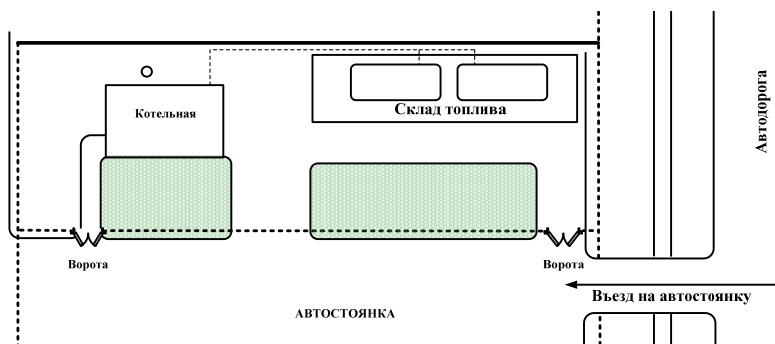 Котельная
Склад топлива
Автодорога
Ворота
Ворота
Въезд на автостоянку
АВТОСТОЯНКА